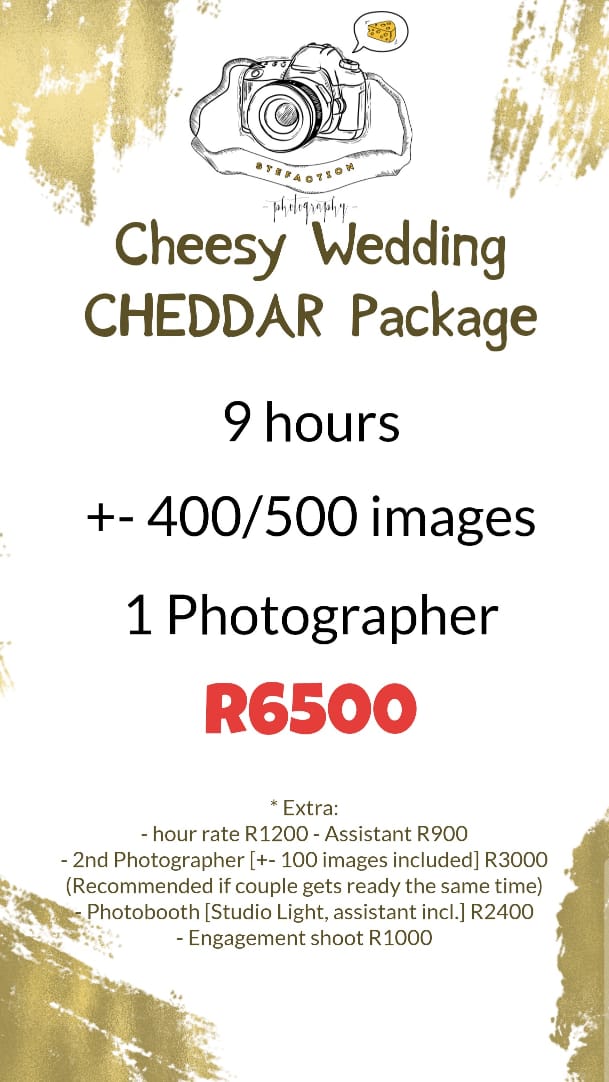 STEFACTION
- photography -
Cheesy Wedding
CHEDDAR Package
9 hours
+- 400/500 images
1 Photographer
R6500
* Extra:
- hour rate R1200 - Assistant R900
- 2nd Photographer [+- 100 images included] R3000
(Recommended if couple gets ready the same time)
- Photobooth [Studio Light, assistant incl.] R2400
- Engagement shoot R1000